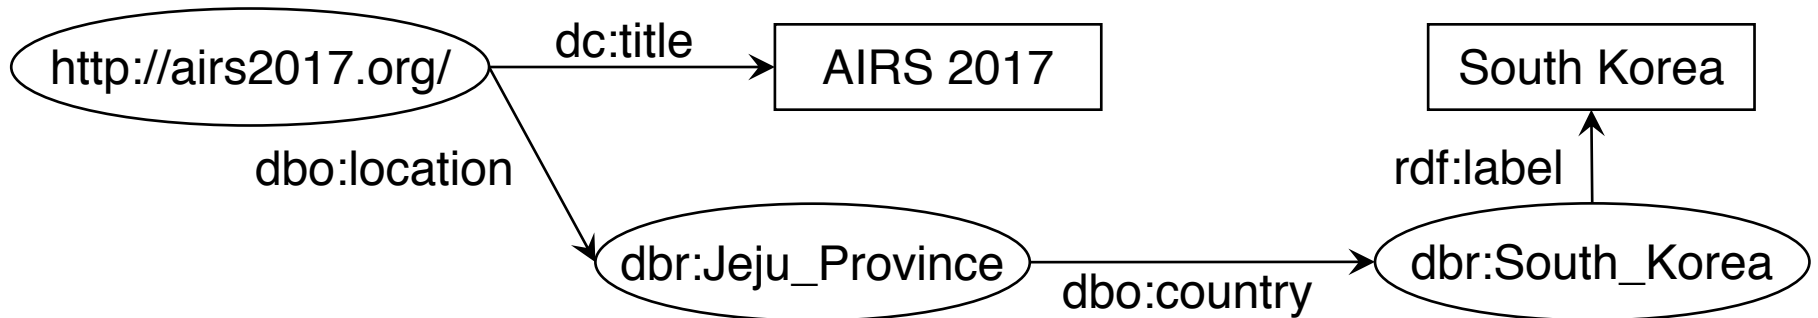 http://airs2017.org/
dc:title
AIRS 2017
South Korea
dbo:location
rdf:label
dbr:Jeju_Province
dbo:country
dbr:South_Korea